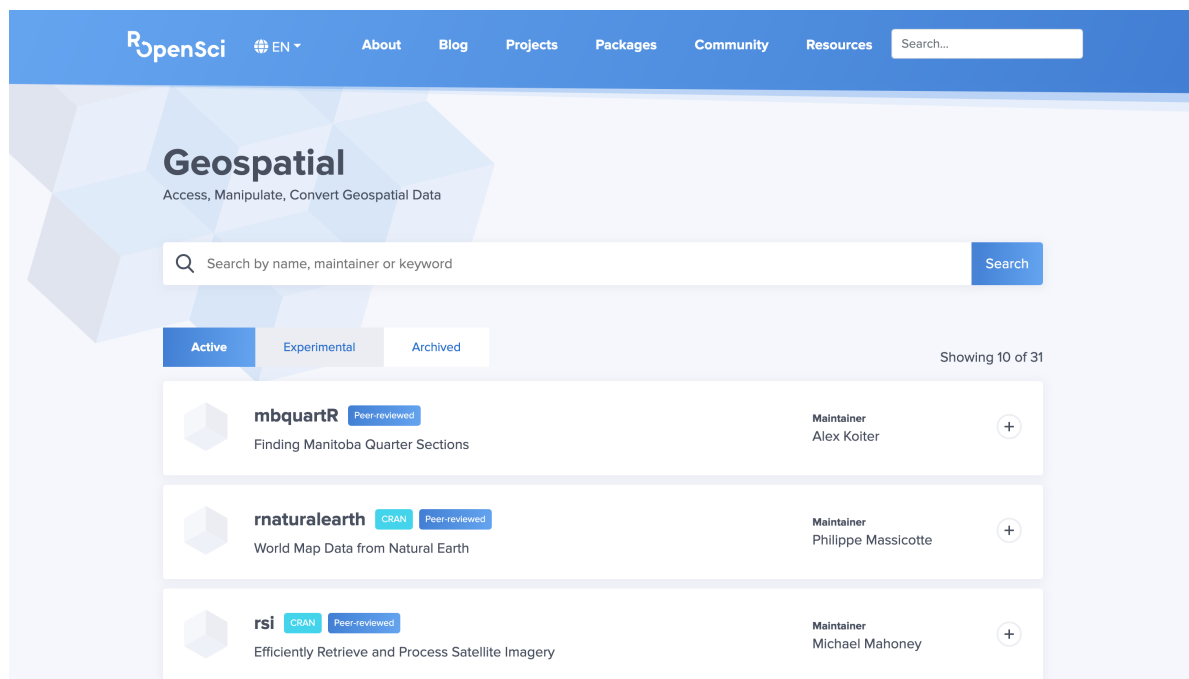 ROpenSci EN About Blog Projects Packages Community Resources Search...
Geospatial
Access, Manipulate, Convert Geospatial Data
Search by name, maintainer or keyword Search
Active Experimental Archived
Showing 10 of 31
mbquartR Peer-reviewed
Finding Manitoba Quarter Sections
Maintainer
Alex Koiter
+
rnaturalearth CRAN Peer-reviewed
World Map Data from Natural Earth
Maintainer
Philippe Massicotte
+
rsi CRAN Peer-reviewed
Efficiently Retrieve and Process Satellite Imagery
Maintainer
Michael Mahoney
+